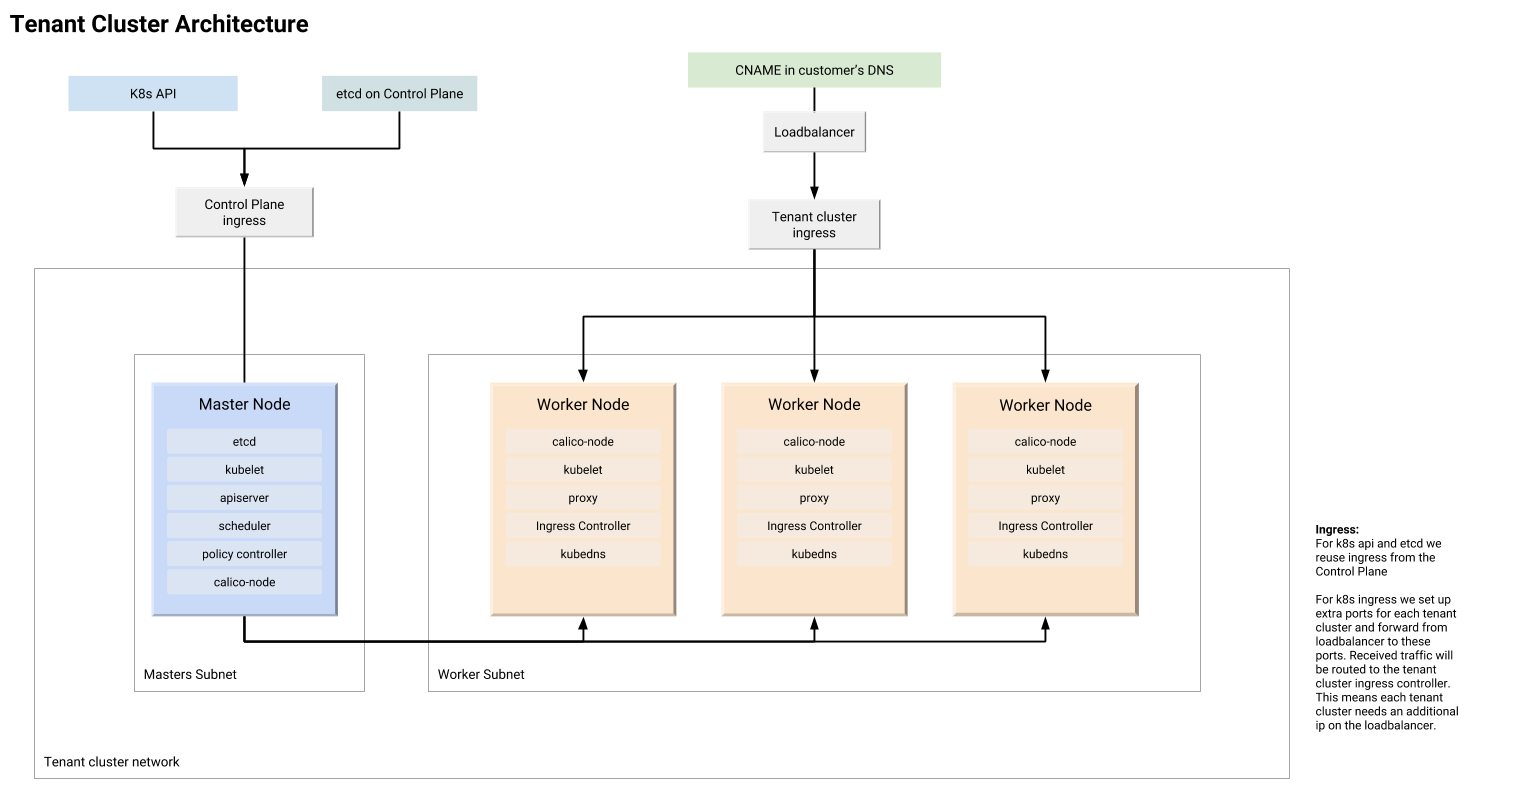 Tenant Cluster Architecture
CNAME in customer's DNS
K8s API
etcd on Control Plane
Loadbalancer
Control Plane
ingress
Tenant cluster
ingress
Master Node
etcd
kubelet
apiserver
scheduler
policy controller
calico-node
Worker Node
calico-node
kubelet
proxy
Ingress Controller
kubedns
Worker Node
calico-node
kubelet
proxy
Ingress Controller
kubedns
Worker Node
calico-node
kubelet
proxy
Ingress Controller
kubedns
Masters Subnet
Worker Subnet
Tenant cluster network
Ingress:
For k8s api and etcd we
reuse ingress from the
Control Plane
For k8s ingress we set up
extra ports for each tenant
cluster and forward from
loadbalancer to these
ports. Received traffic will
be routed to the tenant
cluster ingress controller.
This means each tenant
cluster needs an additional
ip on the loadbalancer.